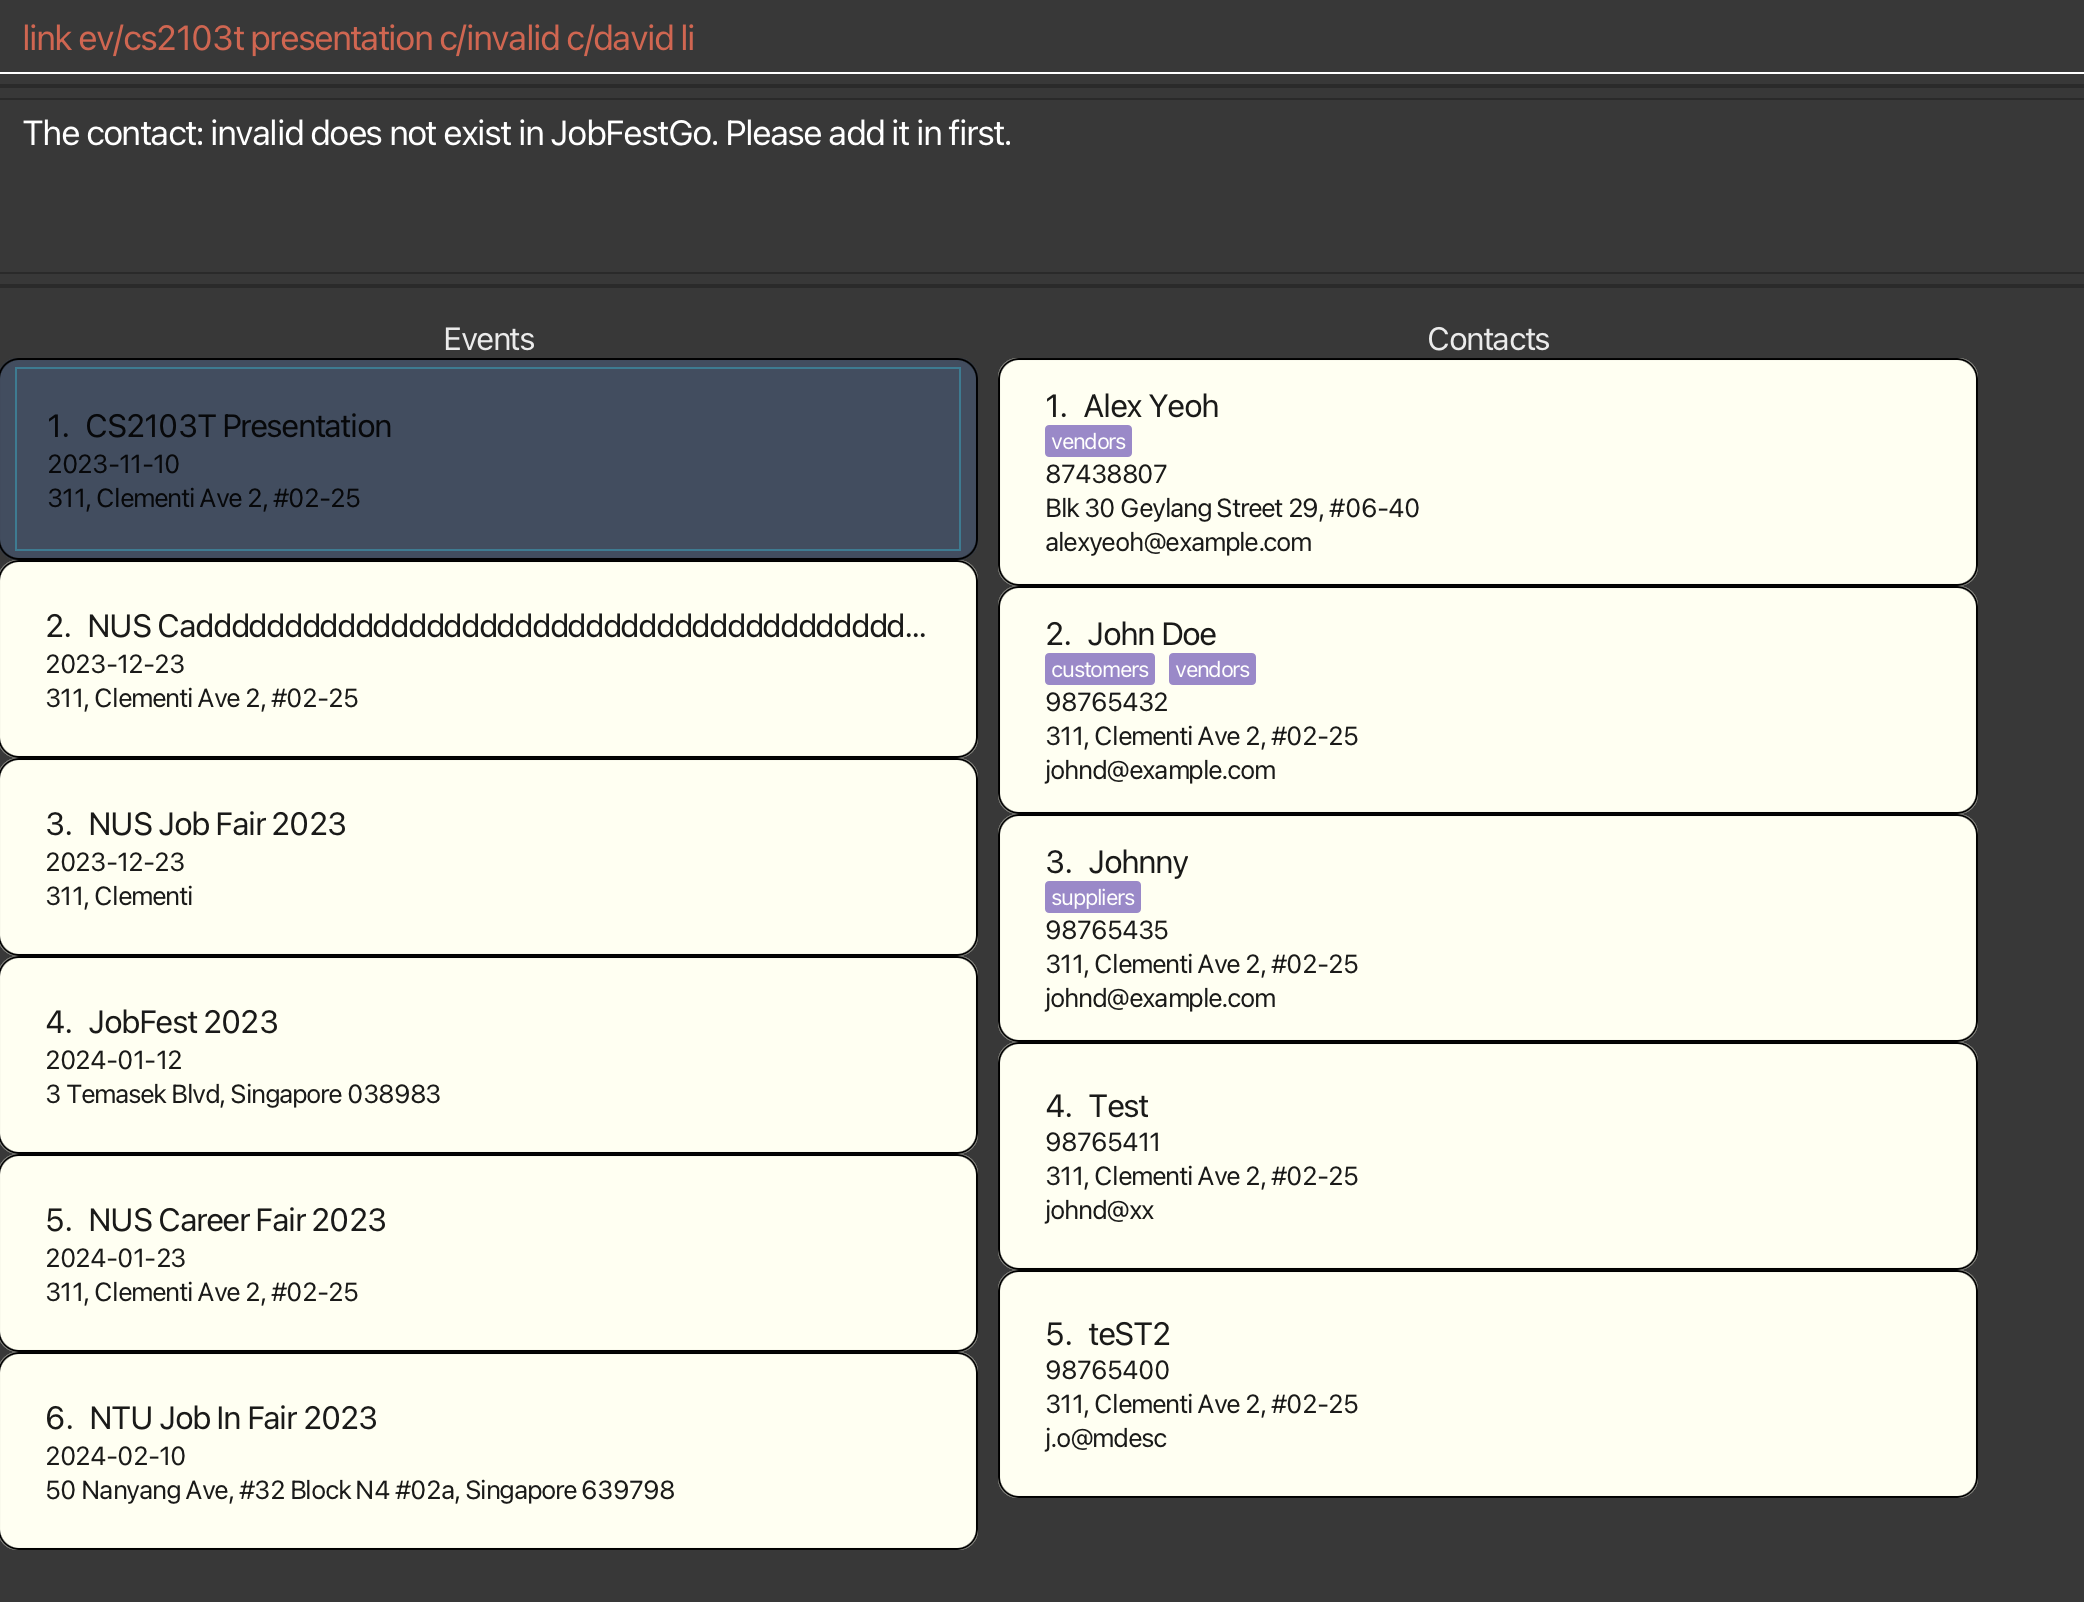 link ev/cs2103t presentation c/invalid c/david li
The contact: invalid does not exist in JobFestGo. Please add it in first.
Events
1. CS2103T Presentation
2023-11-10
311, Clementi Ave 2, #02-25
2. NUS Cadddddddddddddddddddddddddddddddddddddddd...
2023-12-23
311, Clementi Ave 2, #02-25
3. NUS Job Fair 2023
2023-12-23
311, Clementi
4. JobFest 2023
2024-01-12
3 Temasek Blvd, Singapore 038983
5. NUS Career Fair 2023
2024-01-23
311, Clementi Ave 2, #02-25
6. NTU Job In Fair 2023
2024-02-10
50 Nanyang Ave, #32 Block N4 #02a, Singapore 639798
Contacts
1. Alex Yeoh
vendors
87438807
Blk 30 Geylang Street 29, #06-40
alexyeoh@example.com
2. John Doe
customers vendors
98765432
311, Clementi Ave 2, #02-25
johnd@example.com
3. Johnny
suppliers
98765435
311, Clementi Ave 2, #02-25
johnd@example.com
4. Test
98765411
311, Clementi Ave 2, #02-25
johnd@xx
5. teST2
98765400
311, Clementi Ave 2, #02-25
j.o@mdesc